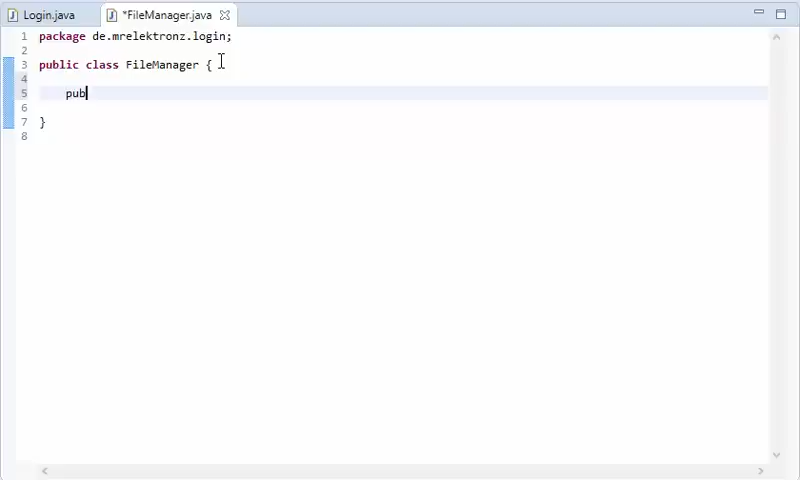 Login.java *FileManager.java
1 package de.mrelektronz.login;
2
3 public class FileManager {
4
5 pub
6
7 }
8